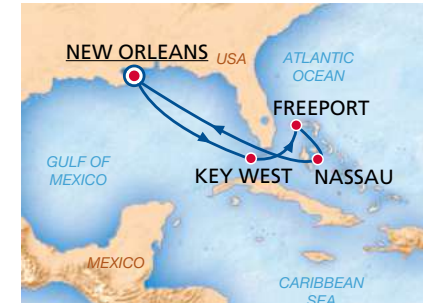 NEW ORLEANS
USA
ATLANTIC
OCEAN
FREEPORT
GULF OF
MEXICO
KEY WEST
NASSAU
MEXICO
CARIBBEAN
SEA